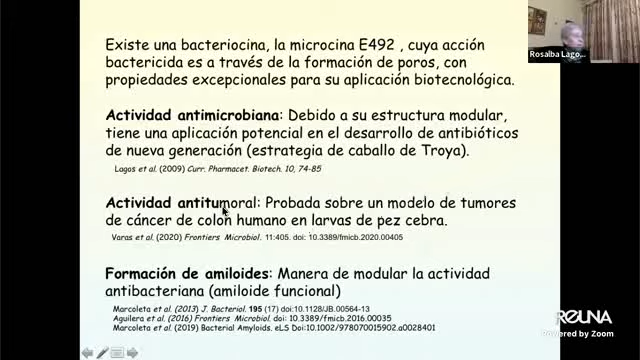 Existe una bacteriocina, la microcina E492 , cuya acción
bactericida es a través de la formación de poros, con
propiedades excepcionales para su aplicación biotecnológica.
Actividad antimicrobiana: Debido a su estructura modular,
tiene una aplicación potencial en el desarrollo de antibióticos
de nueva generación (estrategia de caballo de Troya).
Lagos et al. (2009) Curr. Pharmacet. Biotech. 10, 74-85
Actividad antitumoral: Probada sobre un modelo de tumores
de cáncer de colon humano en larvas de pez cebra.
Varas et al. (2020) Frontiers Microbiol. 11:405. doi: 10.3389/fmicb.2020.00405
Formación de amiloides: Manera de modular la actividad
antibacteriana (amiloide funcional)
Marcoleta et al. (2013) J. Bacteriol. 195 (17) doi:10.1128/JB.00564-13
Aguilera et al. (2016) Frontiers Microbiol. doi: 10.3389/fmicb.2016.00035
Marcoleta et al. (2019) Bacterial Amyloids. eLS Doi:10.1002/978070015902.a0028401
Rosalba Lago...
REUNA
Powered by Zoom